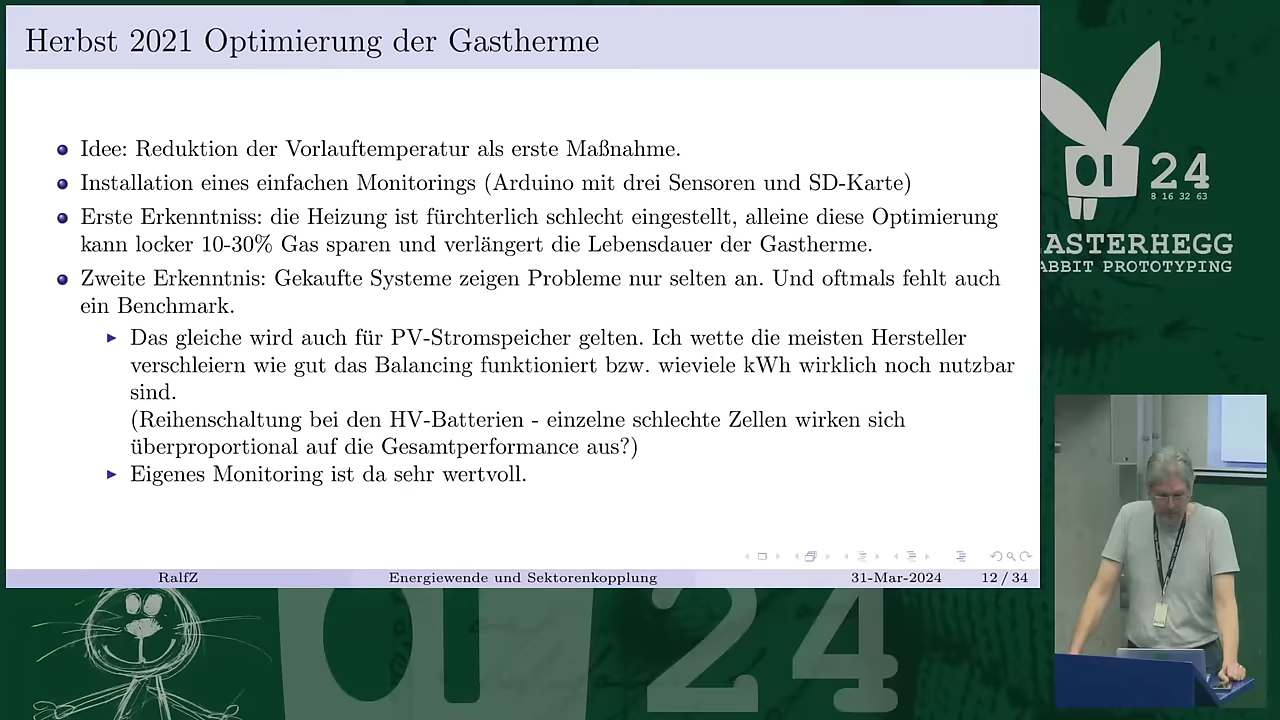 Herbst 2021 Optimierung der Gastherme
Idee: Reduktion der Vorlauftemperatur als erste Maßnahme.
Installation eines einfachen Monitorings (Arduino mit drei Sensoren und SD-Karte)
Erste Erkenntniss: die Heizung ist fürchterlich schlecht eingestellt, alleine diese Optimierung
kann locker 10-30% Gas sparen und verlängert die Lebensdauer der Gastherme.
Zweite Erkenntnis: Gekaufte Systeme zeigen Probleme nur selten an. Und oftmals fehlt auch
ein Benchmark.
Das gleiche wird auch für PV-Stromspeicher gelten. Ich wette die meisten Hersteller
verschleiern wie gut das Balancing funktioniert bzw. wieviele kWh wirklich noch nutzbar
sind.
(Reihenschaltung bei den HV-Batterien - einzelne schlechte Zellen wirken sich
überproportional auf die Gesamtperformance aus?)
Eigenes Monitoring ist da sehr wertvoll.
RalfZ Energiewende und Sektorenkopplung 31-Mar-2024 12 / 34
24
8 16 32 63
ASTERHEGG
ABBIT PROTOTYPING
24